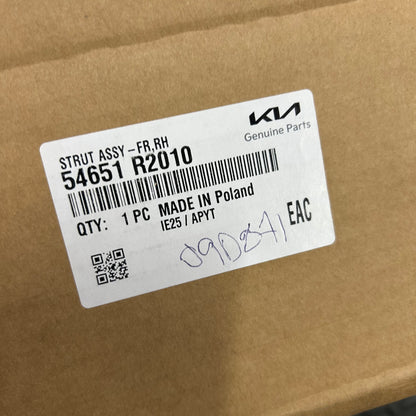 KIA
Genuine Parts
STRUT ASSY-FR,RH
54651 R2010
QTY: 1 PC MADE IN Poland
IE25 / APYT
EAC